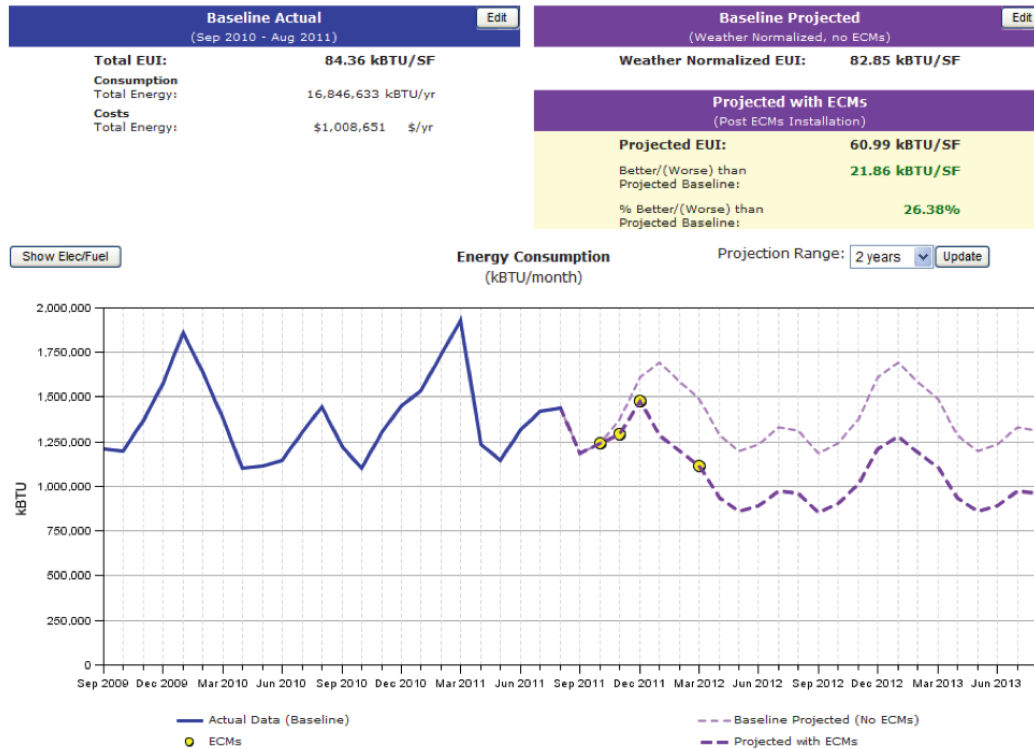 Baseline Actual
(Sep 2010 - Aug 2011)
Edit
Total EUI: 84.36 kBTU/SF
Consumption
Total Energy: 16,846,633 kBTU/yr
Costs
Total Energy: $1,008,651 $/yr
Baseline Projected
(Weather Normalized, no ECMs)
Edit
Weather Normalized EUI: 82.85 kBTU/SF
Projected with ECMs
(Post ECMs Installation)
Projected EUI: 60.99 kBTU/SF
Better/(Worse) than
Projected Baseline: 21.86 kBTU/SF
% Better/(Worse) than
Projected Baseline: 26.38%
Show Elec/Fuel
Energy Consumption
(kBTU/month)
Projection Range: 2 years Update
2,000,000
1,750,000
1,500,000
1,250,000
1,000,000
750,000
500,000
250,000
0
kBTU
Sep 2009 Dec 2009 Mar 2010 Jun 2010 Sep 2010 Dec 2010 Mar 2011 Jun 2011 Sep 2011 Dec 2011 Mar 2012 Jun 2012 Sep 2012 Dec 2012 Mar 2013 Jun 2013
Actual Data (Baseline)
Baseline Projected (No ECMs)
ECMs
Projected with ECMs